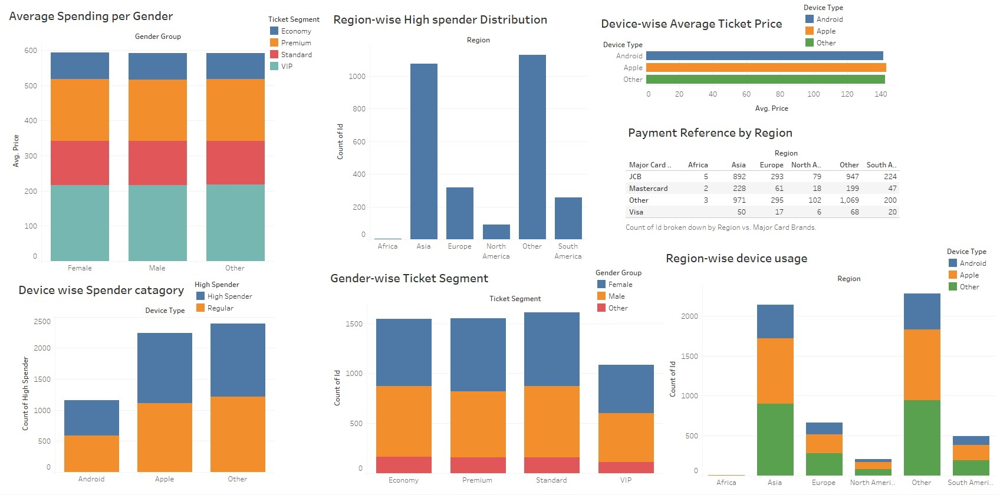 Average Spending per Gender
Ticket Segment
Economy
Premium
Standard
VIP
Gender Group
Avg. Price
600
500
400
300
200
100
0
Female Male Other
Region-wise High spender Distribution
Region
Count of Id
1000
800
600
400
200
0
Africa Asia Europe North America Other South America
Device-wise Average Ticket Price
Device Type
Android
Apple
Other
Device Type
Android
Apple
Other
0 20 40 60 80 100 120 140
Avg. Price
Payment Reference by Region
Region
Major Card .. Africa Asia Europe North A.. Other South A..
JCB 5 892 293 79 947 224
Mastercard 2 228 61 18 199 47
Other 3 971 295 102 1,069 200
Visa 50 17 6 68 20
Count of Id broken down by Region vs. Major Card Brands.
Device wise Spender catagory
High Spender
High Spender
Regular
Device Type
Count of High Spender
2500
2000
1500
1000
500
0
Android Apple Other
Gender-wise Ticket Segment
Gender Group
Female
Male
Other
Ticket Segment
Count of Id
1500
1000
500
0
Economy Premium Standard VIP
Region-wise device usage
Device Type
Android
Apple
Other
Region
Count of Id
2000
1500
1000
500
0
Africa Asia Europe North Ameri.. Other South Ameri..